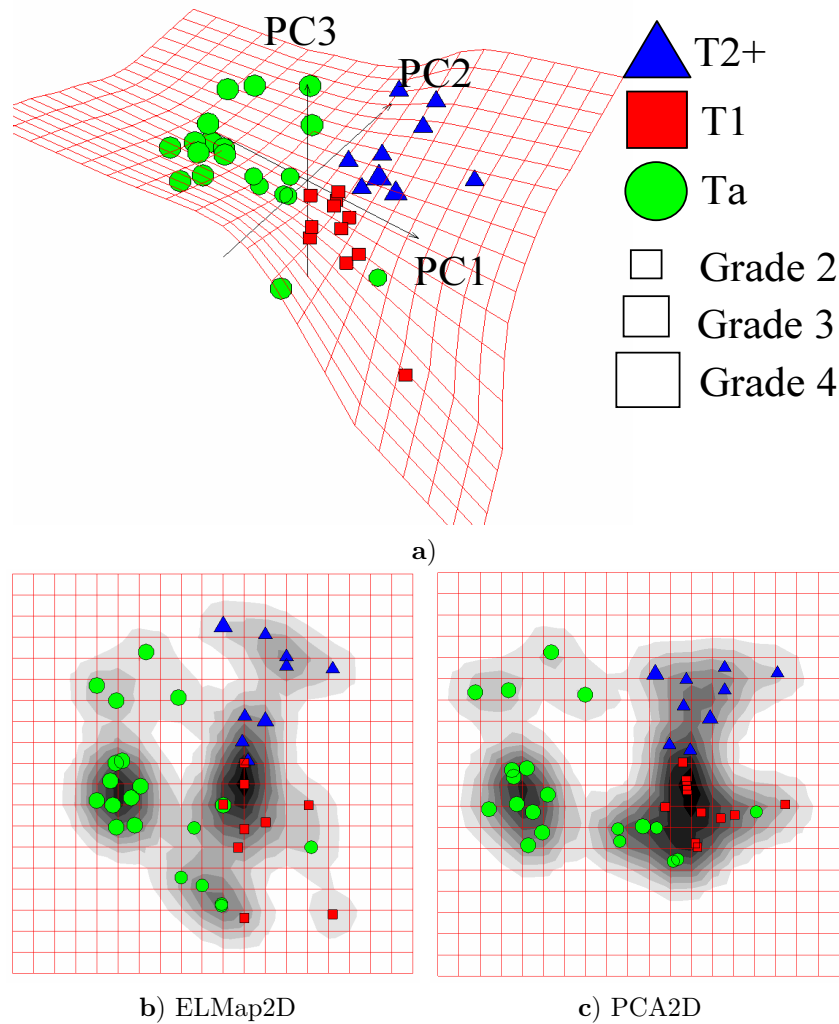 PC3
PC2
PC1
T2+
T1
Ta
Grade 2
Grade 3
Grade 4
a)
b) ELMap2D
c) PCA2D